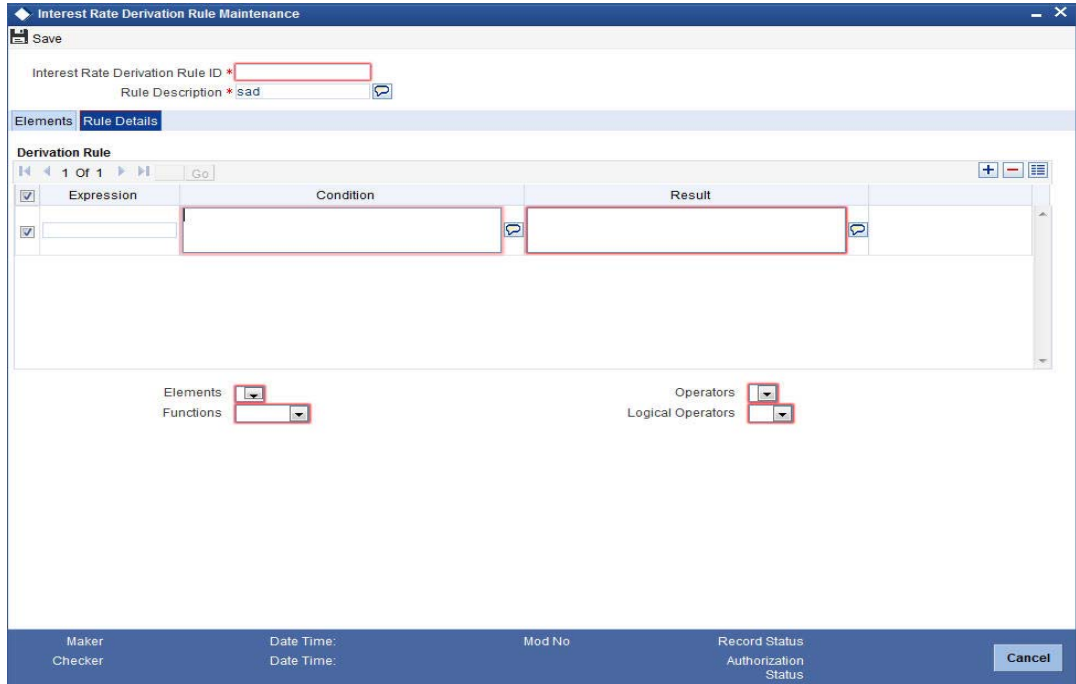 Interest Rate Derivation Rule Maintenance
Save
Interest Rate Derivation Rule ID *
Rule Description * sad
Elements Rule Details
Derivation Rule
1 Of 1 Go
Expression Condition Result
Elements Operators
Functions Logical Operators
Maker Date Time: Mod No Record Status
Checker Date Time: Authorization Status
Cancel